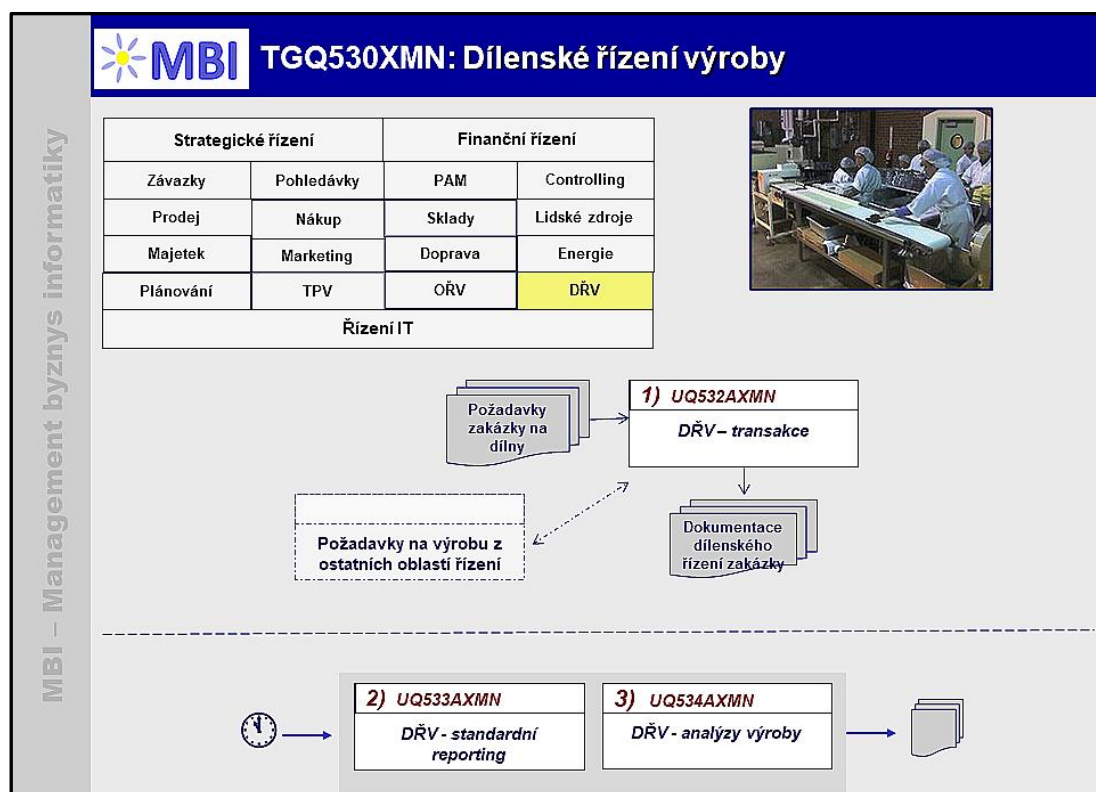 MBI
TGQ530XMN: Dílenské řízení výroby
MBI – Management byznys informatiky
Strategické řízení Finanční řízení
Závazky Pohledávky PAM Controlling
Prodej Nákup Sklady Lidské zdroje
Majetek Marketing Doprava Energie
Plánování TPV OŘV DŘV
Řízení IT
Požadavky
zakázky na
dílny
1) UQ532AXMN
DŘV – transakce
Požadavky na výrobu z
ostatních oblastí řízení
Dokumentace
dílenského
řízení zakázky
2) UQ533AXMN
DŘV - standardní
reporting
3) UQ534AXMN
DŘV - analýzy výroby